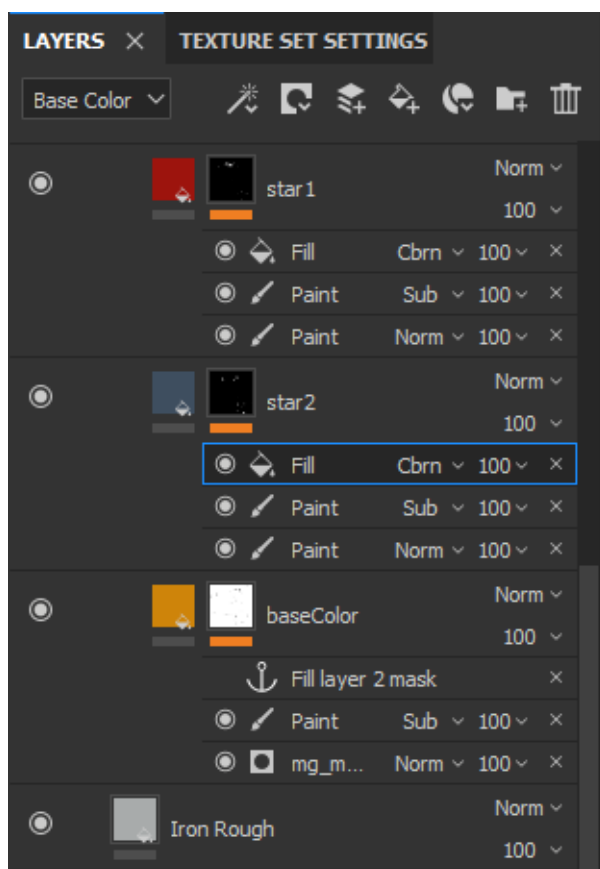 LAYERS × TEXTURE SET SETTINGS
Base Color
Norm
star1
100
Fill Cbrn 100 ×
Paint Sub 100 ×
Paint Norm 100 ×
Norm
star2
100
Fill Cbrn 100 ×
Paint Sub 100 ×
Paint Norm 100 ×
Norm
baseColor
100
Fill layer 2 mask ×
Paint Sub 100 ×
mg_m... Norm 100 ×
Norm
Iron Rough
100